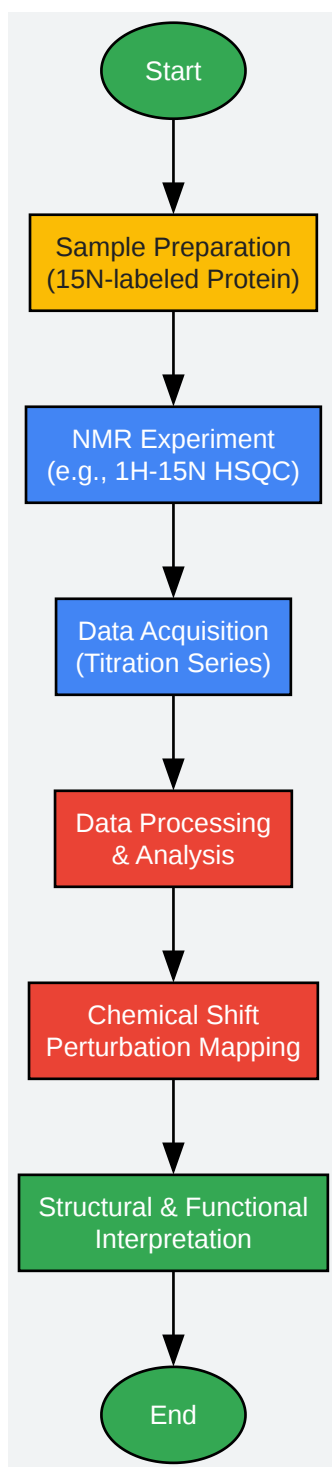 Start
Sample Preparation
(15N-labeled Protein)
NMR Experiment
(e.g., 1H-15N HSQC)
Data Acquisition
(Titration Series)
Data Processing
& Analysis
Chemical Shift
Perturbation Mapping
Structural & Functional
Interpretation
End